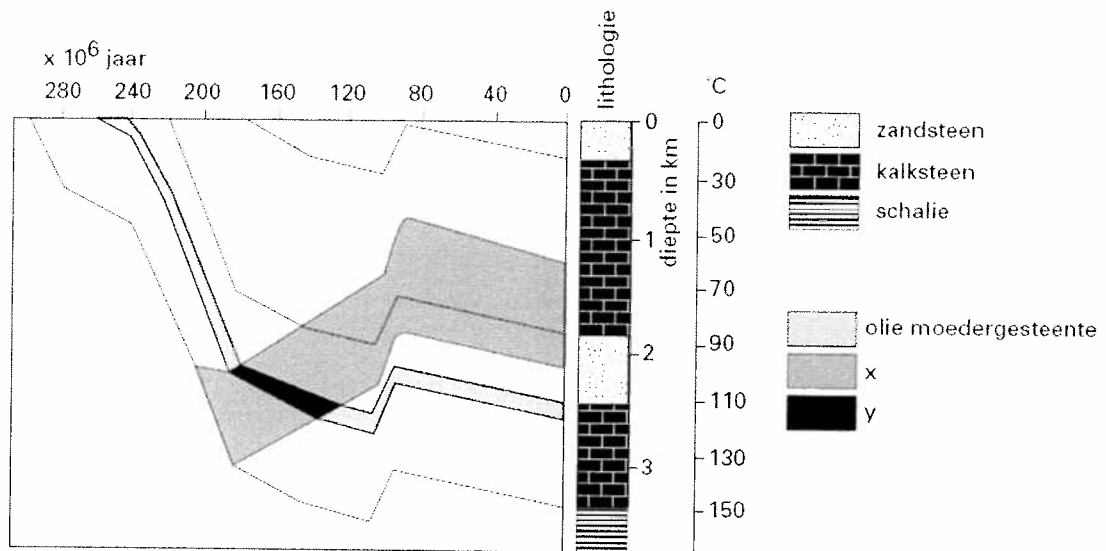 x 10⁶ jaar
280 240 200 160 120 80 40 0
lithologie
0
1
2
3
diepte in km
°C
0
30
50
70
90
110
130
150
zandsteen
kalksteen
schalie
olie moedergesteente
x
y